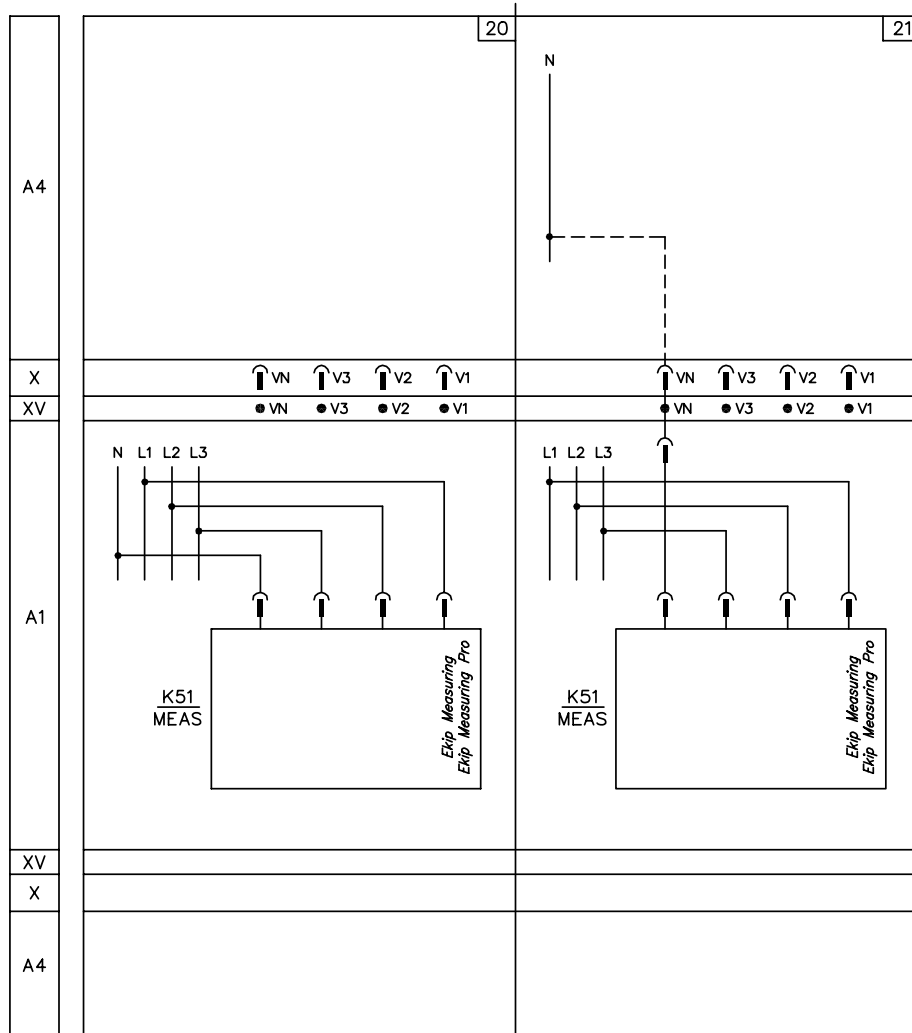 20
21
N
A4
X
VN V3 V2 V1
VN V3 V2 V1
XV
VN V3 V2 V1
VN V3 V2 V1
N L1 L2 L3
L1 L2 L3
A1
Ekip Measuring
Ekip Measuring Pro
K51
MEAS
Ekip Measuring
Ekip Measuring Pro
K51
MEAS
XV
X
A4